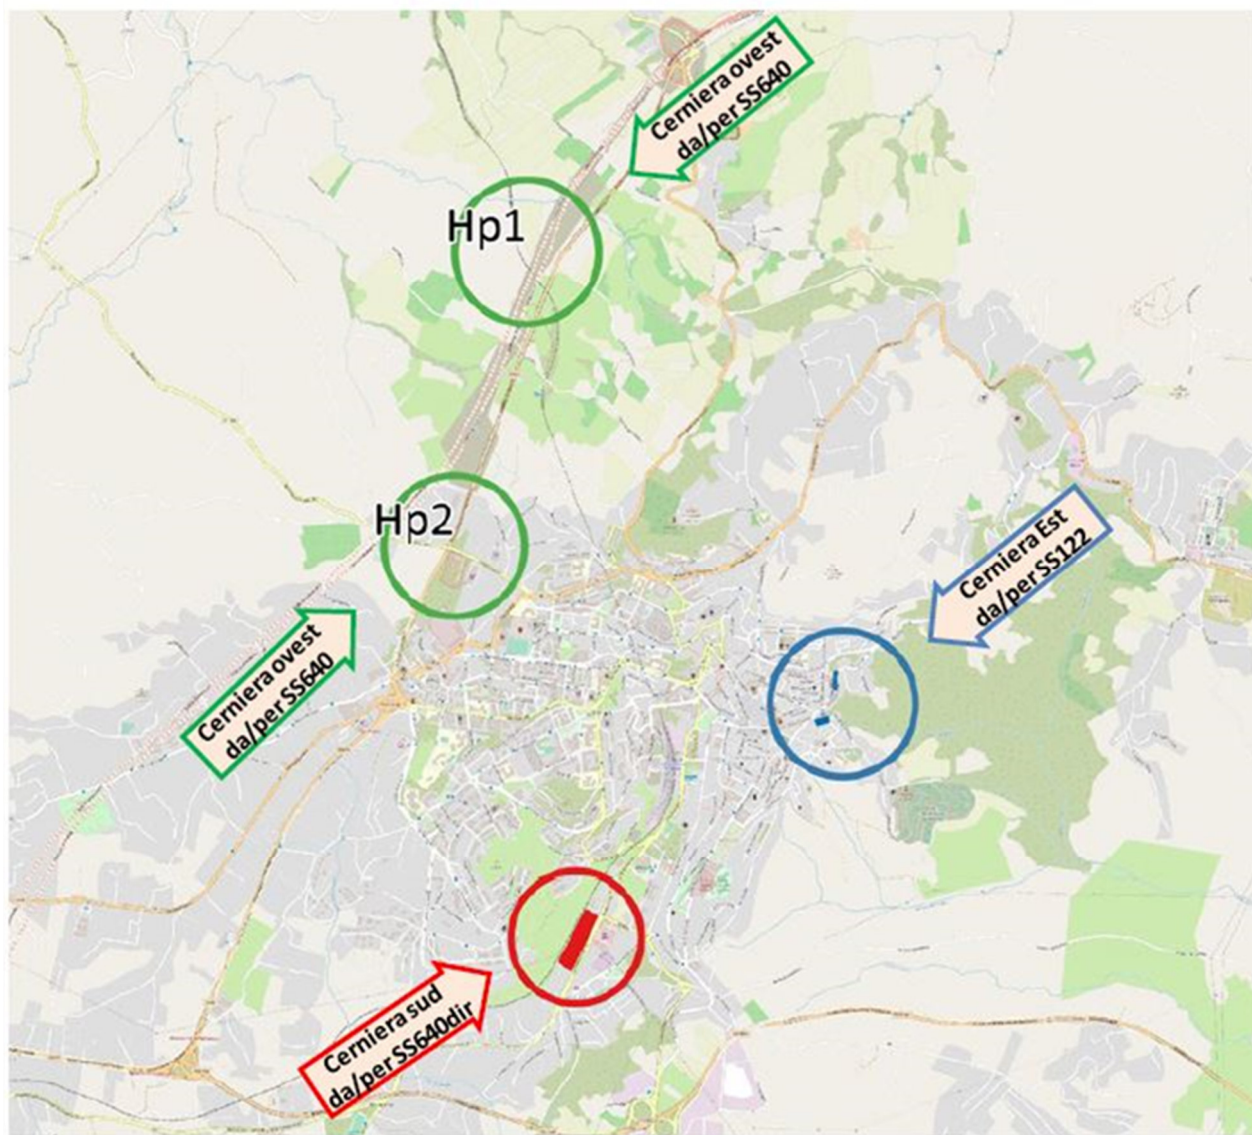 Cerniera ovest
da/per SS640
Hp1
Hp2
Cerniera Est
da/per SS122
Cerniera ovest
da/per SS640
Cerniera sud
da/per SS640dir